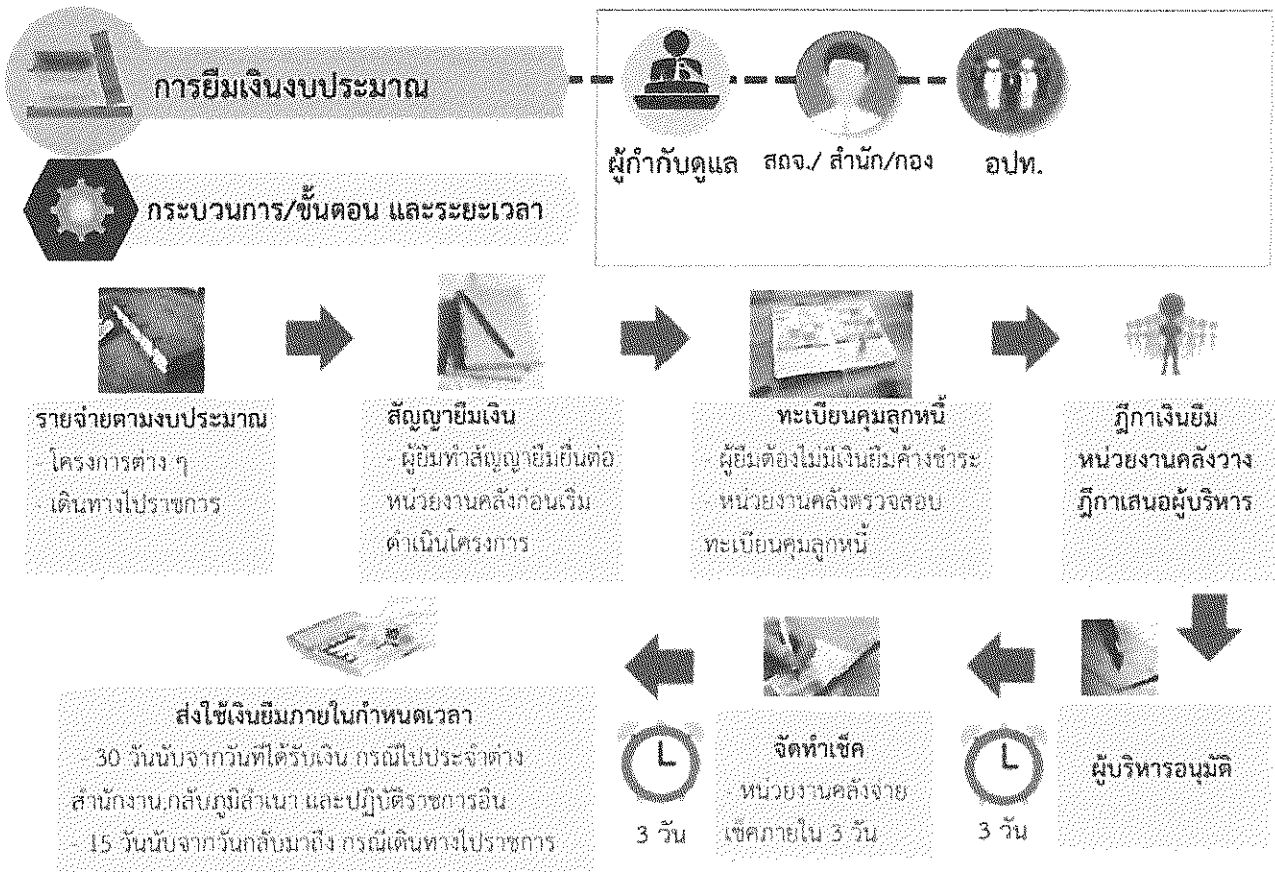 การยืมเงินงบประมาณ
ผู้กำกับดูแล
สถจ./ สำนัก/กอง
อปท.
กระบวนการ/ขั้นตอน และระยะเวลา
รายจ่ายตามงบประมาณ
- โครงการต่าง ๆ
- เดินทางไปราชการ
สัญญายืมเงิน
- ผู้ยืมทำสัญญายืมยื่นต่อ
หน่วยงานคลังก่อนเริ่ม
ดำเนินโครงการ
ทะเบียนคุมลูกหนี้
- ผู้ยืมต้องไม่มีเงินยืมค้างชำระ
- หน่วยงานคลังตรวจสอบ
ทะเบียนคุมลูกหนี้
ฎีกาเงินยืม
หน่วยงานคลังวาง
ฎีกาเสนอผู้บริหาร
ผู้บริหารอนุมัติ
3 วัน
จัดทำเช็ค
- หน่วยงานคลังจ่าย
เช็คภายใน 3 วัน
3 วัน
ส่งใช้เงินยืมภายในกำหนดเวลา
- 30 วันนับจากวันที่ได้รับเงิน กรณีไปประจำต่าง
สำนักงาน,กลับภูมิลำเนา และปฏิบัติราชการอื่น
- 15 วันนับจากวันกลับมาถึง กรณีเดินทางไปราชการ